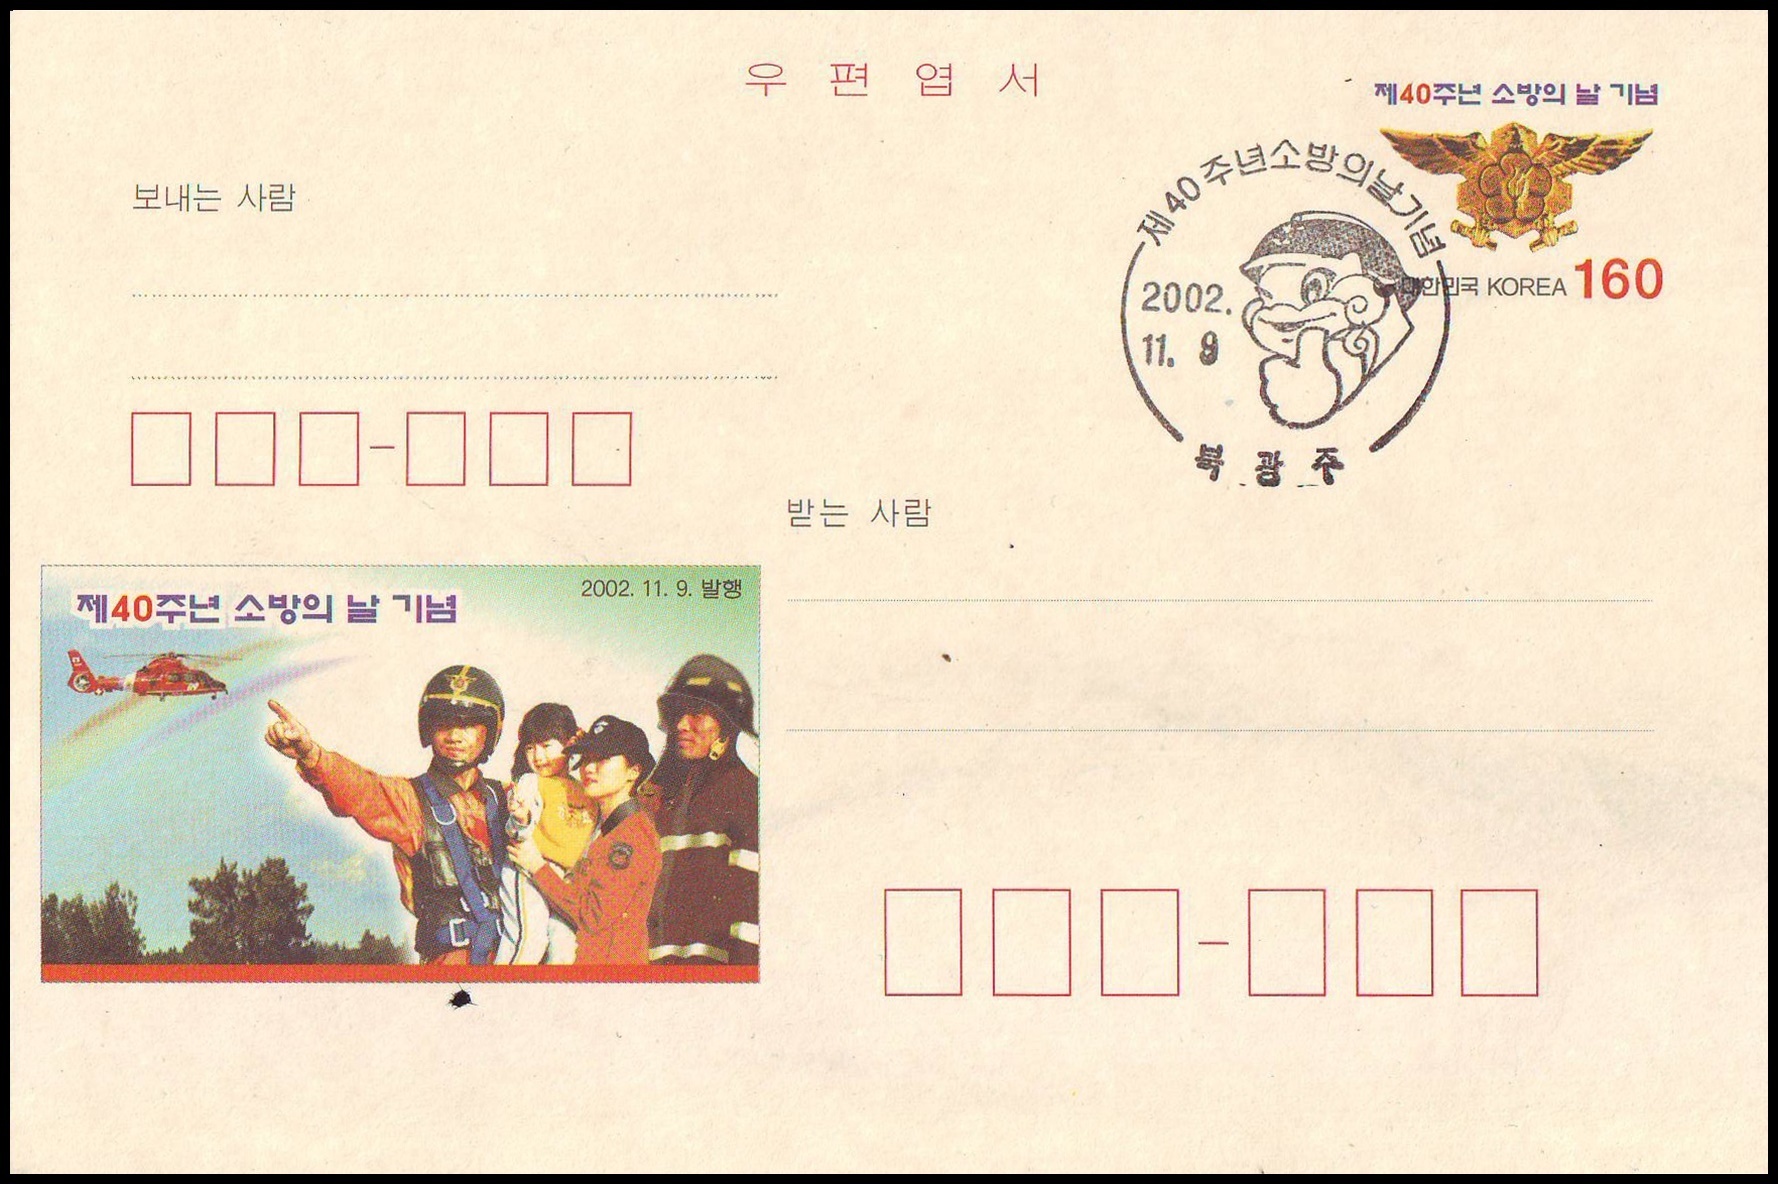 우 편 엽 서
제40주년 소방의 날 기념
대한민국 KOREA 160
제40주년소방의날기념
2002.
11. 9
북광주
보내는 사람
받는 사람
2002. 11. 9. 발행
제40주년 소방의 날 기념